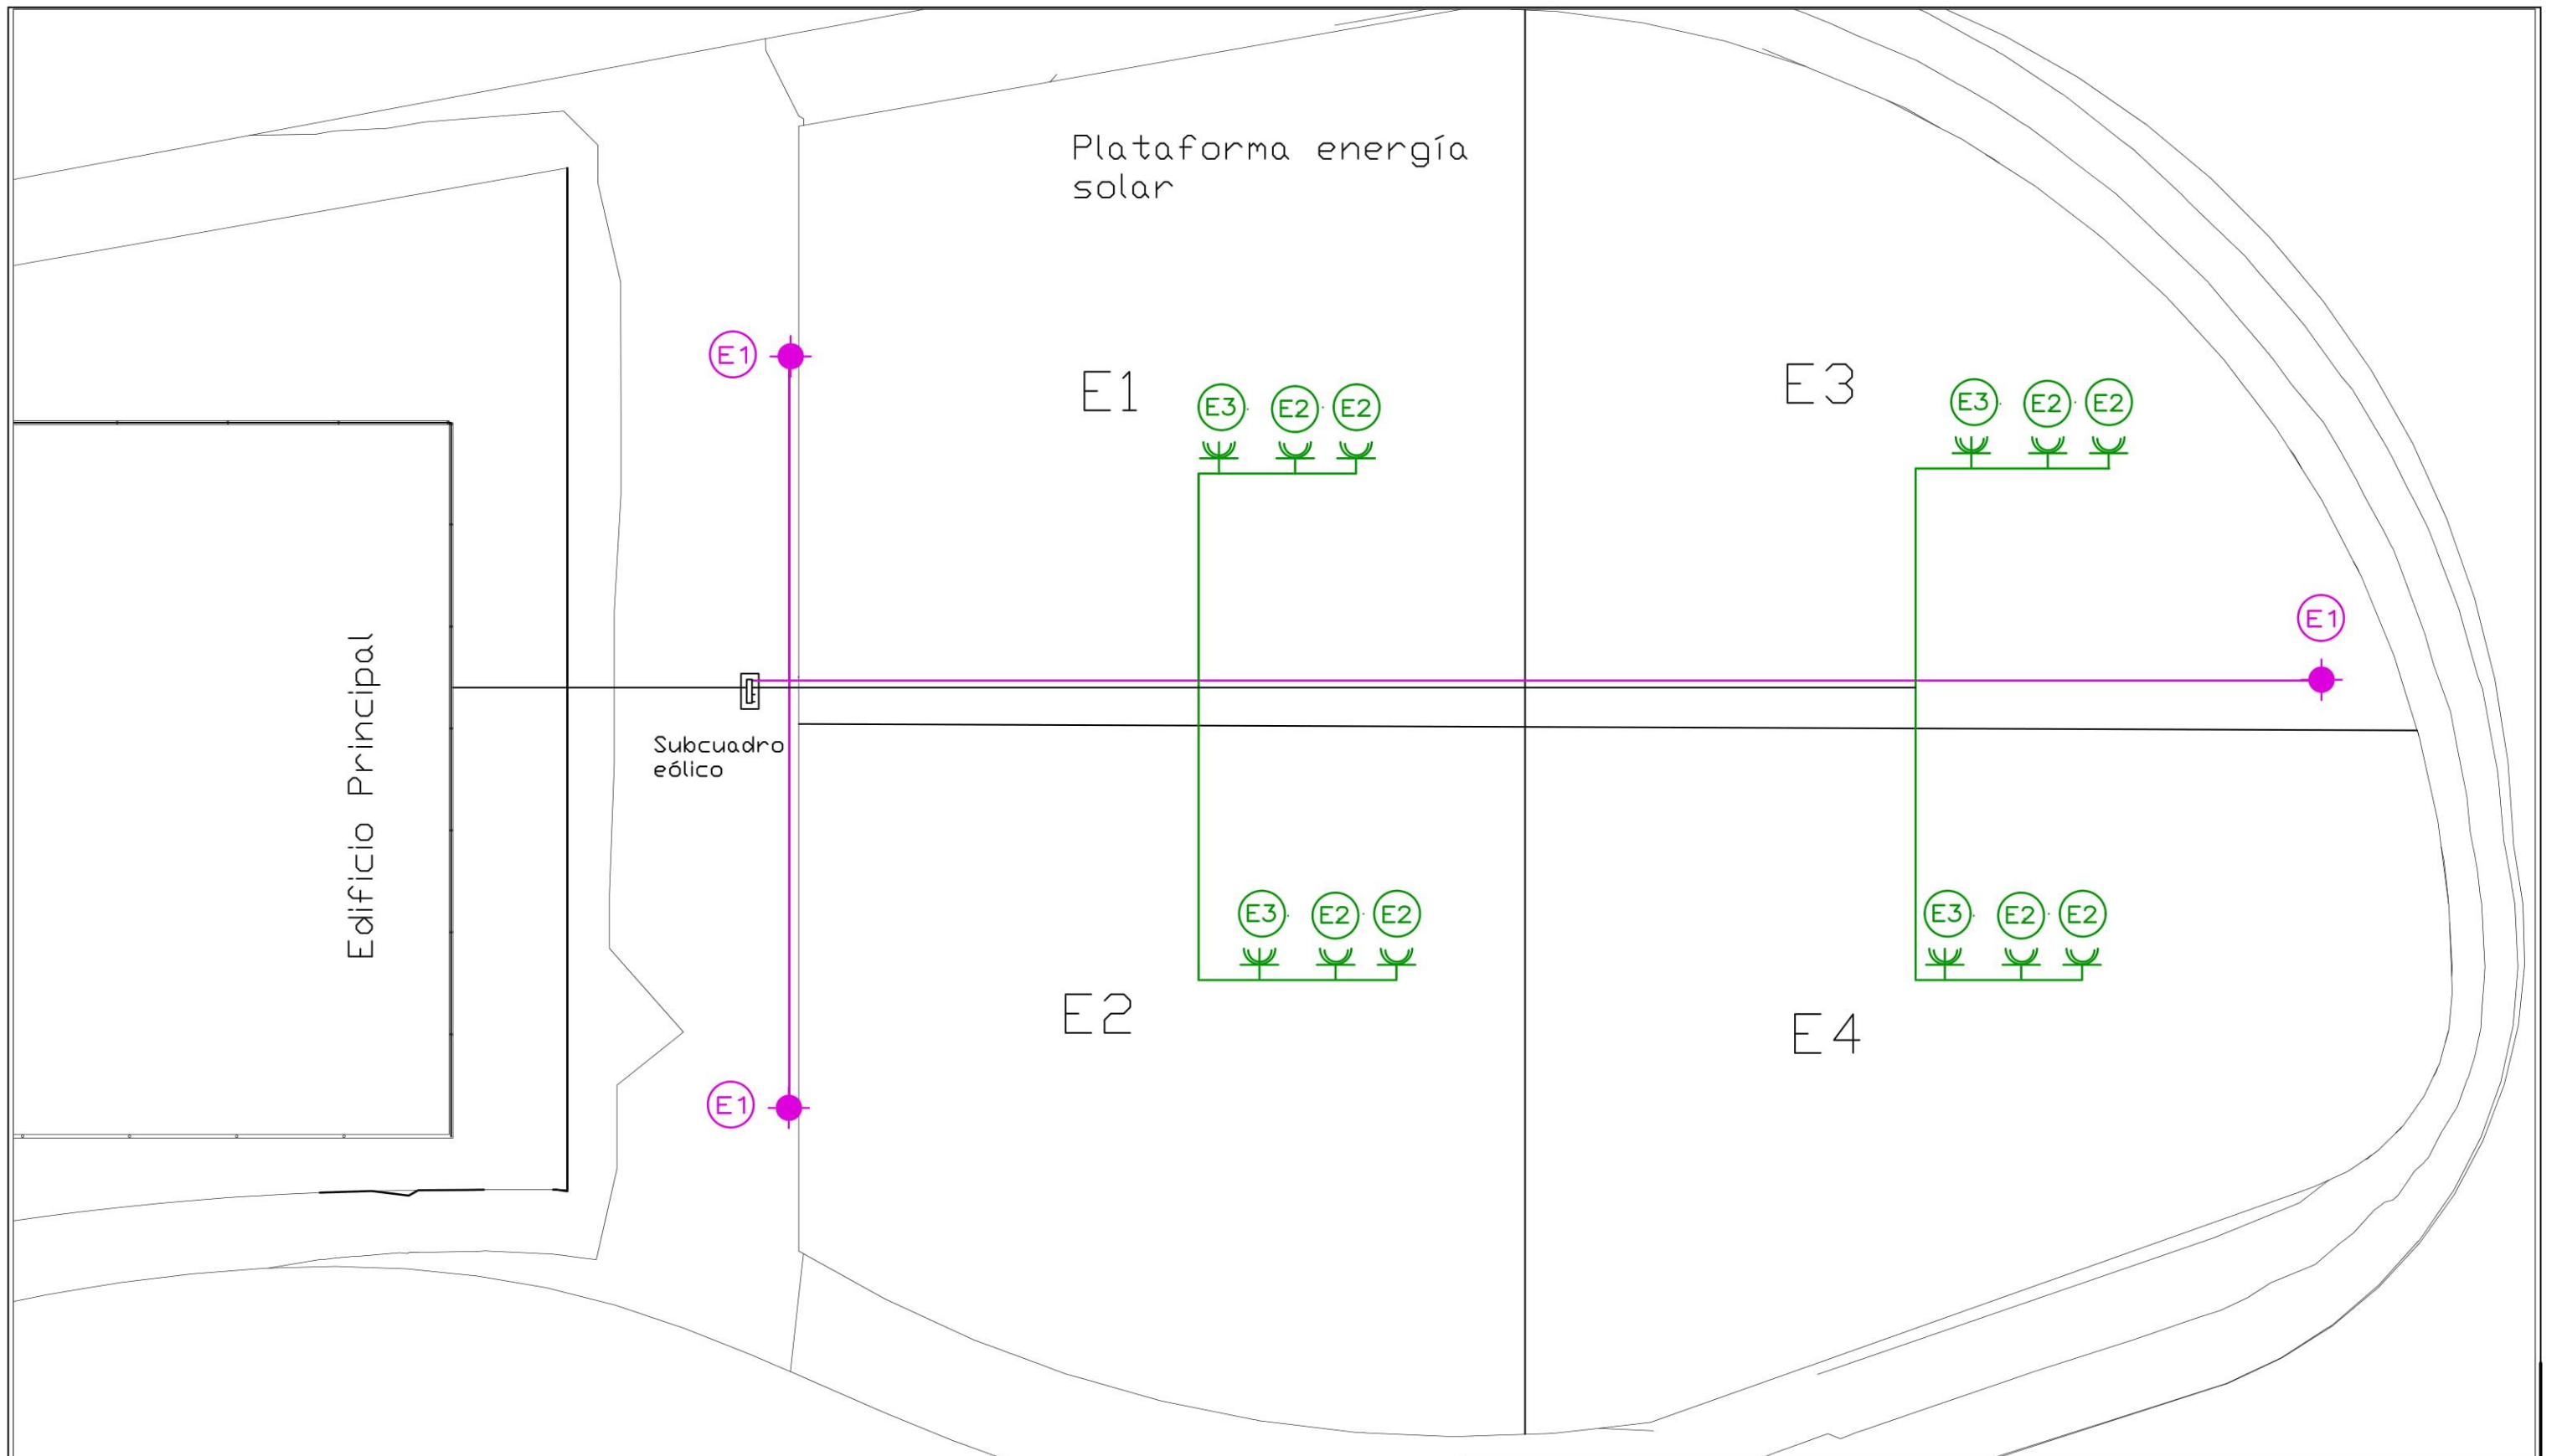 Plataforma energía
solar
E1
E1
E3 E2 E2
E3
E3 E2 E2
E1
Edificio Principal
Subcuadro
eólico
E3 E2 E2
E3 E2 E2
E2
E4
E1